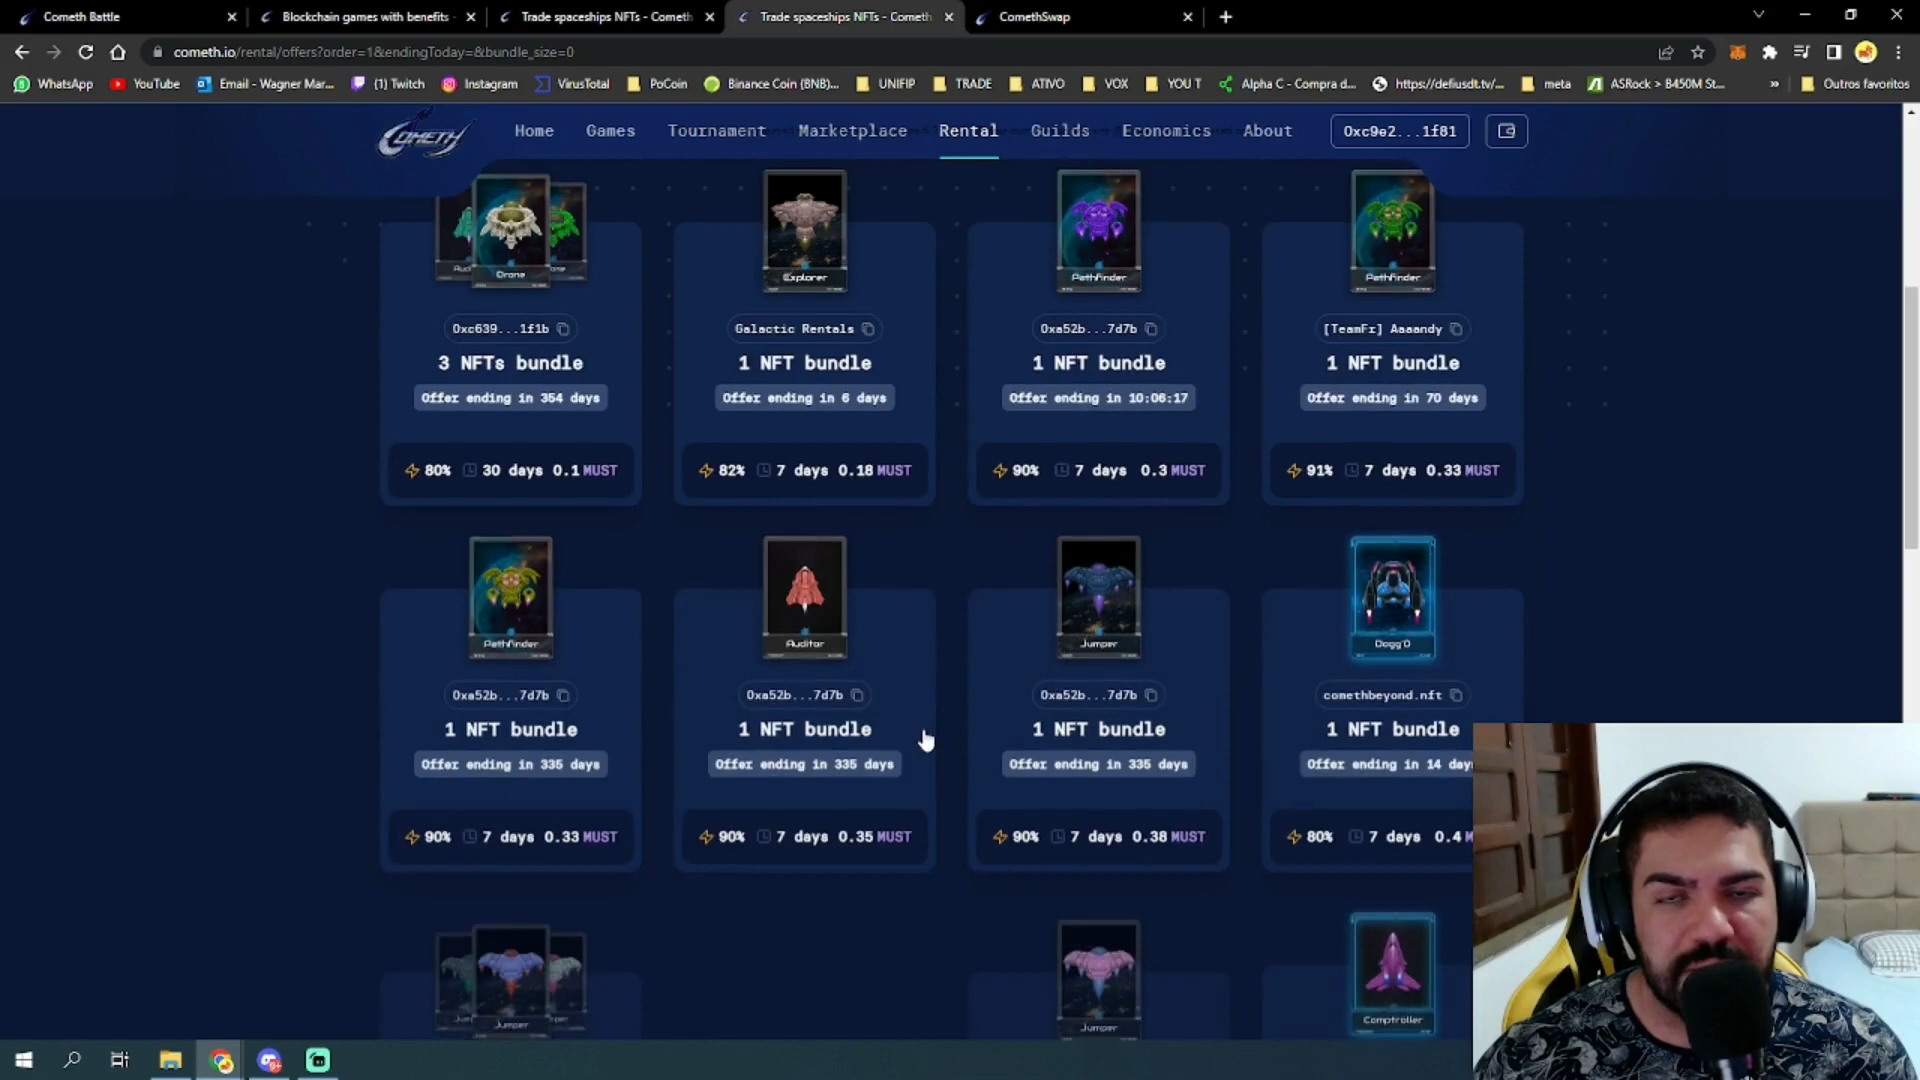 Cometh Battle
Blockchain games with benefits -
Trade spaceships NFTs - Cometh
Trade spaceships NFTs - Cometh
ComethSwap
cometh.io/rental/offers?order=1&endingToday=&bundle_size=0
WhatsApp
YouTube
Email - Wagner Mar...
(1) Twitch
Instagram
VirusTotal
PoCoin
Binance Coin (BNB)...
UNIFIP
TRADE
ATIVO
VOX
YOU T
Alpha C - Compra d...
https://defiusdt.tv/...
meta
ASRock > B450M St...
»
Outros favoritos
COMETH
Home
Games
Tournament
Marketplace
Rental
Guilds
Economics
About
0xc9e2...1f81
Drone
Explorer
Pathfinder
Pathfinder
0xc639...1f1b
Galactic Rentals
0xa52b...7d7b
[TeamFr] Aaaandy
3 NFTs bundle
1 NFT bundle
1 NFT bundle
1 NFT bundle
Offer ending in 354 days
Offer ending in 6 days
Offer ending in 10:06:17
Offer ending in 70 days
80% 30 days 0.1 MUST
82% 7 days 0.18 MUST
90% 7 days 0.3 MUST
91% 7 days 0.33 MUST
Pathfinder
Auditor
Jumper
Dogg'O
0xa52b...7d7b
0xa52b...7d7b
0xa52b...7d7b
comethbeyond.nft
1 NFT bundle
1 NFT bundle
1 NFT bundle
1 NFT bundle
Offer ending in 335 days
Offer ending in 335 days
Offer ending in 335 days
Offer ending in 14 day
90% 7 days 0.33 MUST
90% 7 days 0.35 MUST
90% 7 days 0.38 MUST
80% 7 days 0.4
Jumper
Jumper
Comptroller